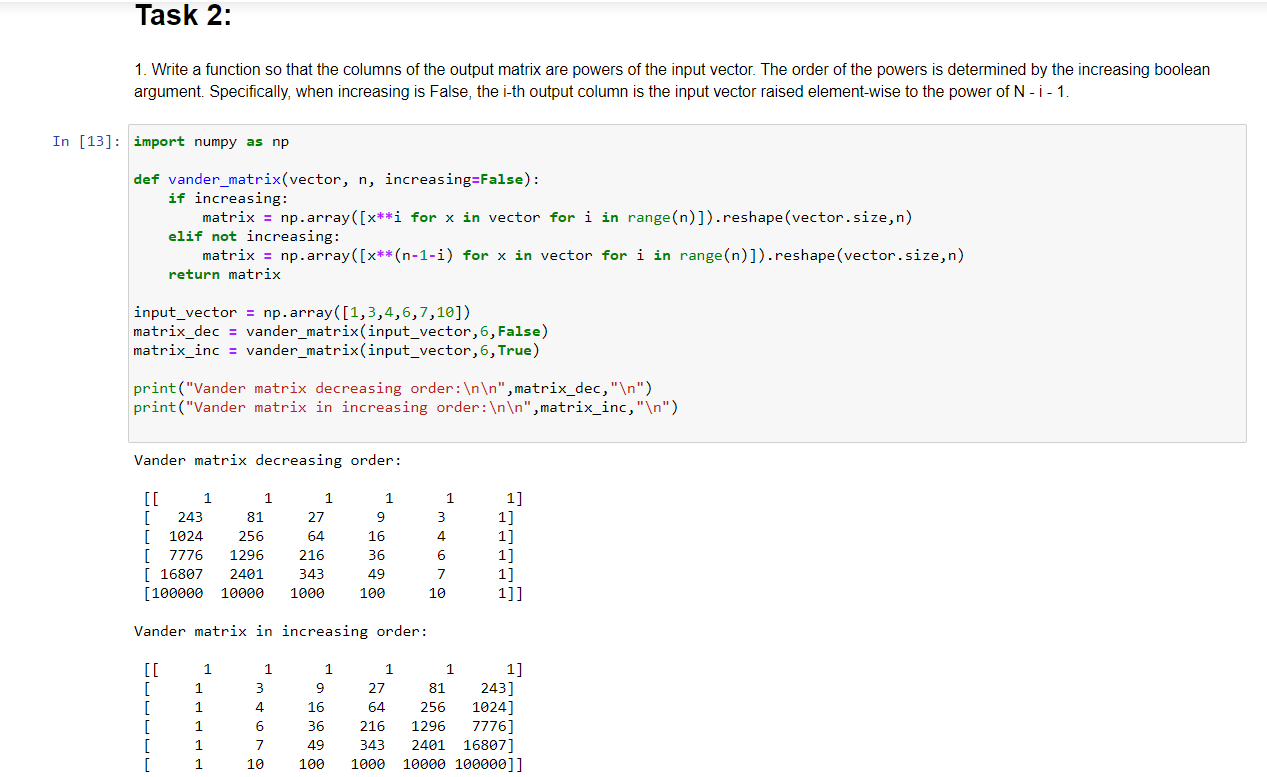 Task 2:
1. Write a function so that the columns of the output matrix are powers of the input vector. The order of the powers is determined by the increasing boolean
argument. Specifically, when increasing is False, the i-th output column is the input vector raised element-wise to the power of N - i - 1.
In [13]: import numpy as np
def vander_matrix(vector, n, increasing=False):
    if increasing:
        matrix = np.array([x**i for x in vector for i in range(n)]).reshape(vector.size,n)
    elif not increasing:
        matrix = np.array([x**(n-1-i) for x in vector for i in range(n)]).reshape(vector.size,n)
    return matrix
input_vector = np.array([1,3,4,6,7,10])
matrix_dec = vander_matrix(input_vector,6,False)
matrix_inc = vander_matrix(input_vector,6,True)
print("Vander matrix decreasing order:\n\n",matrix_dec,"\n")
print("Vander matrix in increasing order:\n\n",matrix_inc,"\n")
Vander matrix decreasing order:
[[     1      1      1      1      1      1]
[   243     81     27      9      3      1]
[  1024    256     64     16      4      1]
[  7776   1296    216     36      6      1]
[ 16807   2401    343     49      7      1]
[100000  10000   1000    100     10      1]]
Vander matrix in increasing order:
[[     1      1      1      1      1      1]
[     1      3      9     27     81    243]
[     1      4     16     64    256   1024]
[     1      6     36    216   1296   7776]
[     1      7     49    343   2401  16807]
[     1     10    100   1000  10000 100000]]